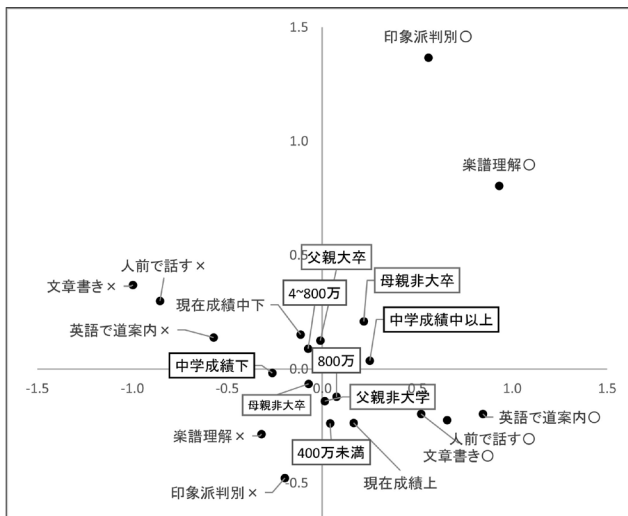 1.5
印象派判別○
1.0
楽譜理解○
0.5
父親大卒
人前で話す×
母親非大卒
文章書き×
4~800万
現在成績中下
中学成績中以上
英語で道案内×
800万
中学成績下
0.0
-1.5
-1.0
-0.5
0.0
0.5
1.0
1.5
母親非大卒
父親非大学
英語で道案内○
楽譜理解×
人前で話す○
400万未満
文章書き○
現在成績上
印象派判別×
-0.5